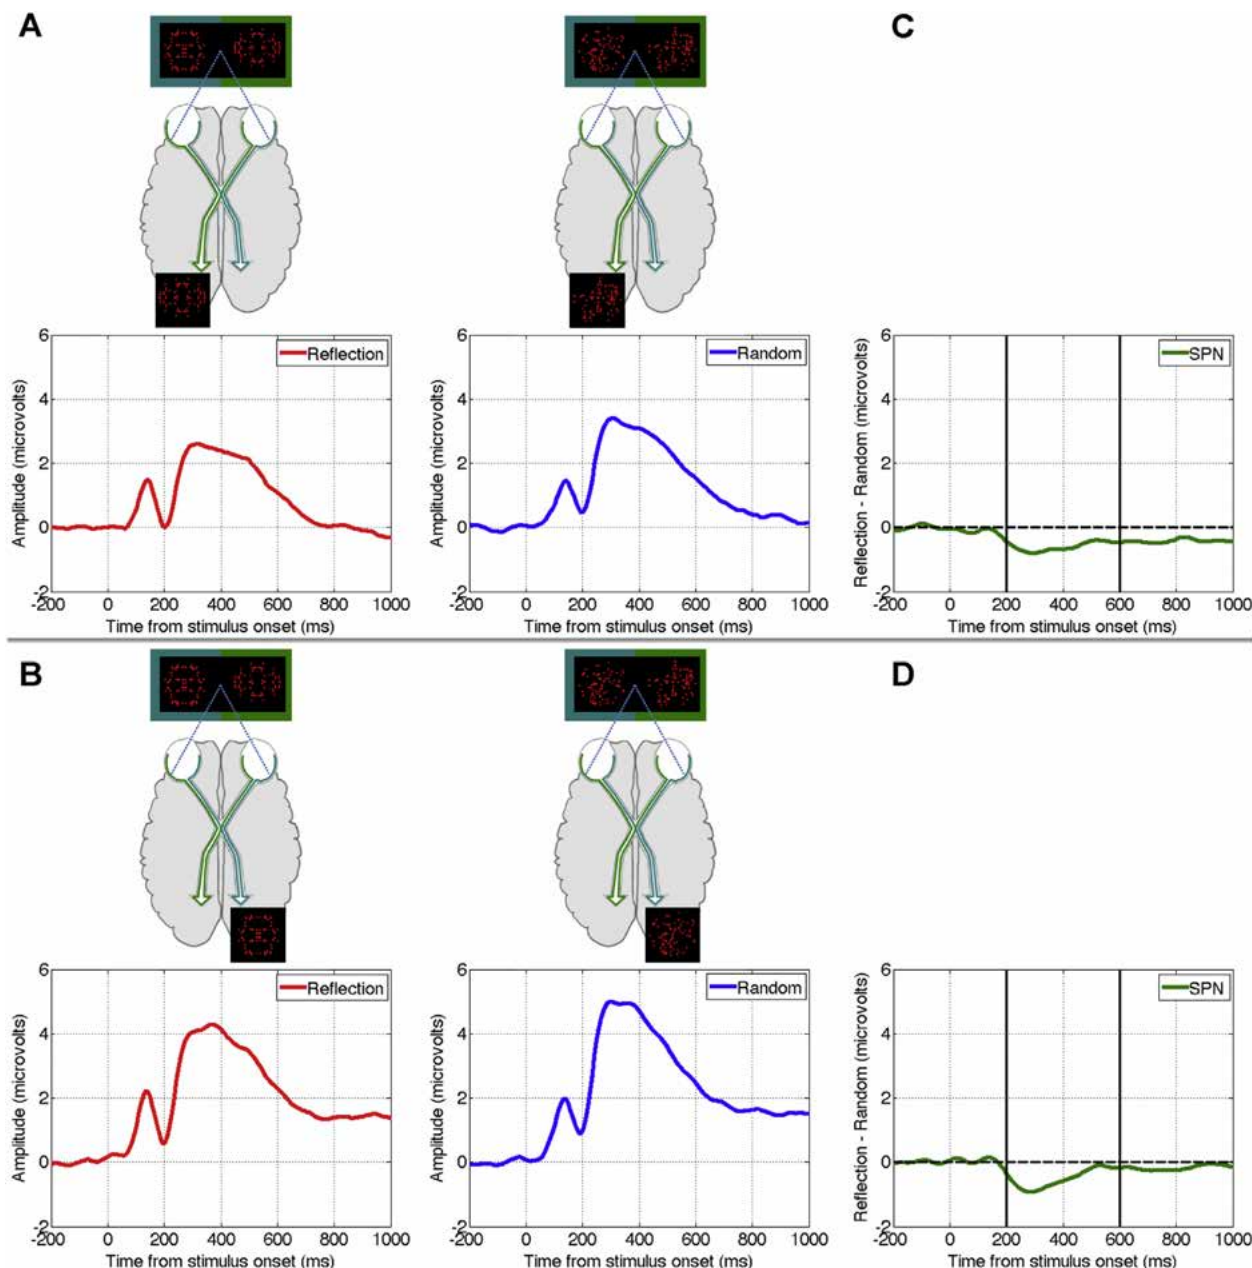 A
C
6
4
2
0
-2
Amplitude (microvolts)
Reflection
-200 0 200 400 600 800 1000
Time from stimulus onset (ms)
6
4
2
0
-2
Amplitude (microvolts)
Random
-200 0 200 400 600 800 1000
Time from stimulus onset (ms)
6
4
2
0
-2
Reflection - Random (microvolts)
SPN
-200 0 200 400 600 800 1000
Time from stimulus onset (ms)
B
D
6
4
2
0
-2
Amplitude (microvolts)
Reflection
-200 0 200 400 600 800 1000
Time from stimulus onset (ms)
6
4
2
0
-2
Amplitude (microvolts)
Random
-200 0 200 400 600 800 1000
Time from stimulus onset (ms)
6
4
2
0
-2
Reflection - Random (microvolts)
SPN
-200 0 200 400 600 800 1000
Time from stimulus onset (ms)